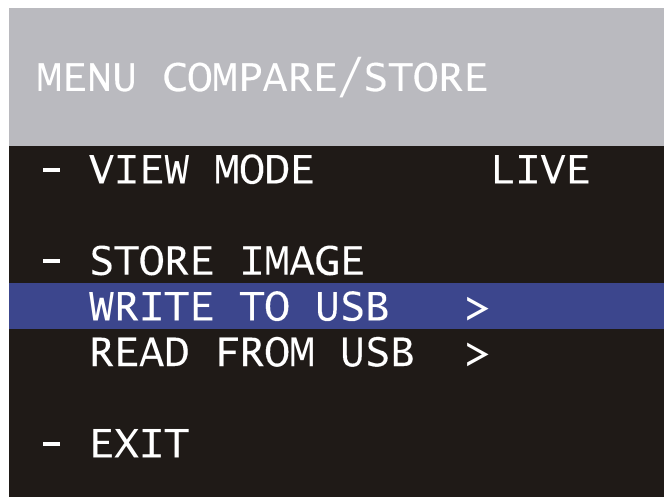 MENU COMPARE/STORE
- VIEW MODE LIVE
- STORE IMAGE
WRITE TO USB >
READ FROM USB >
- EXIT